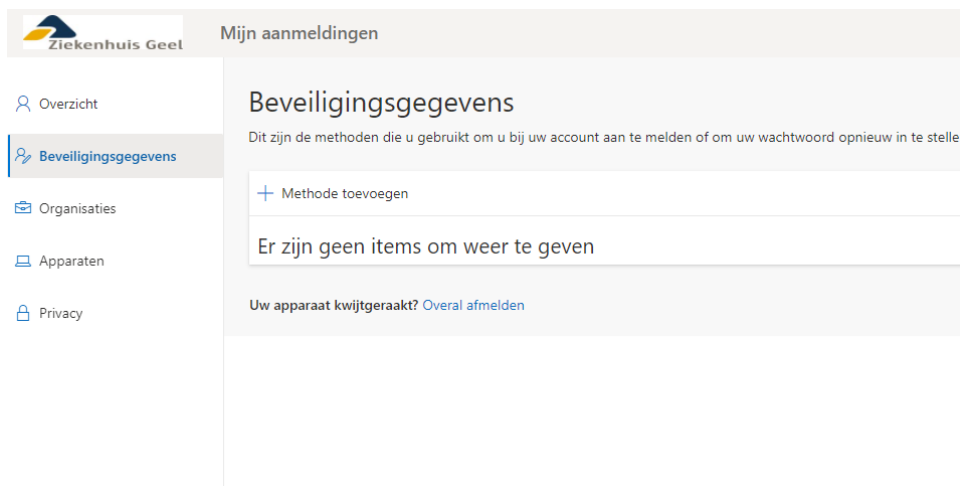 Ziekenhuis Geel
Mijn aanmeldingen
Overzicht
Beveiligingsgegevens
Organisaties
Apparaten
Privacy
Beveiligingsgegevens
Dit zijn de methoden die u gebruikt om u bij uw account aan te melden of om uw wachtwoord opnieuw in te stelle
+ Methode toevoegen
Er zijn geen items om weer te geven
Uw apparaat kwijtgeraakt? Overal afmelden